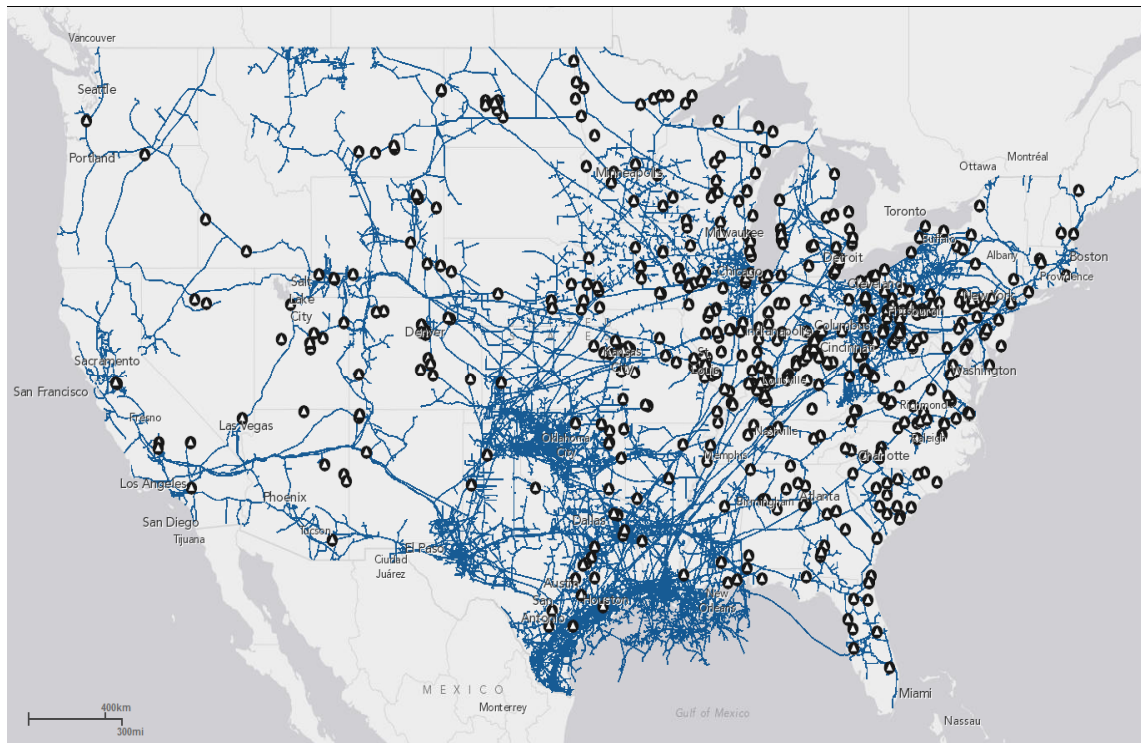 Vancouver
Seattle
Portland
Ottawa
Montréal
Toronto
Minneapolis
Milwaukee
Detroit
Buffalo
Albany
Boston
Providence
Chicago
Cleveland
New York
Pittsburgh
Salt
Lake
City
Denver
Indianapolis
Columbus
Cincinnati
Washington
Sacramento
San Francisco
Kansas
City
St.
Louis
Louisville
Richmond
Fresno
Las Vegas
Oklahoma
City
Nashville
Raleigh
Memphis
Charlotte
Los Angeles
Phoenix
Birmingham
Atlanta
San Diego
Tijuana
Tucson
Dallas
El Paso
Ciudad
Juárez
Austin
Houston
New
Orleans
San
Antonio
MEXICO
Monterrey
Gulf of Mexico
Miami
Nassau
400km
300mi